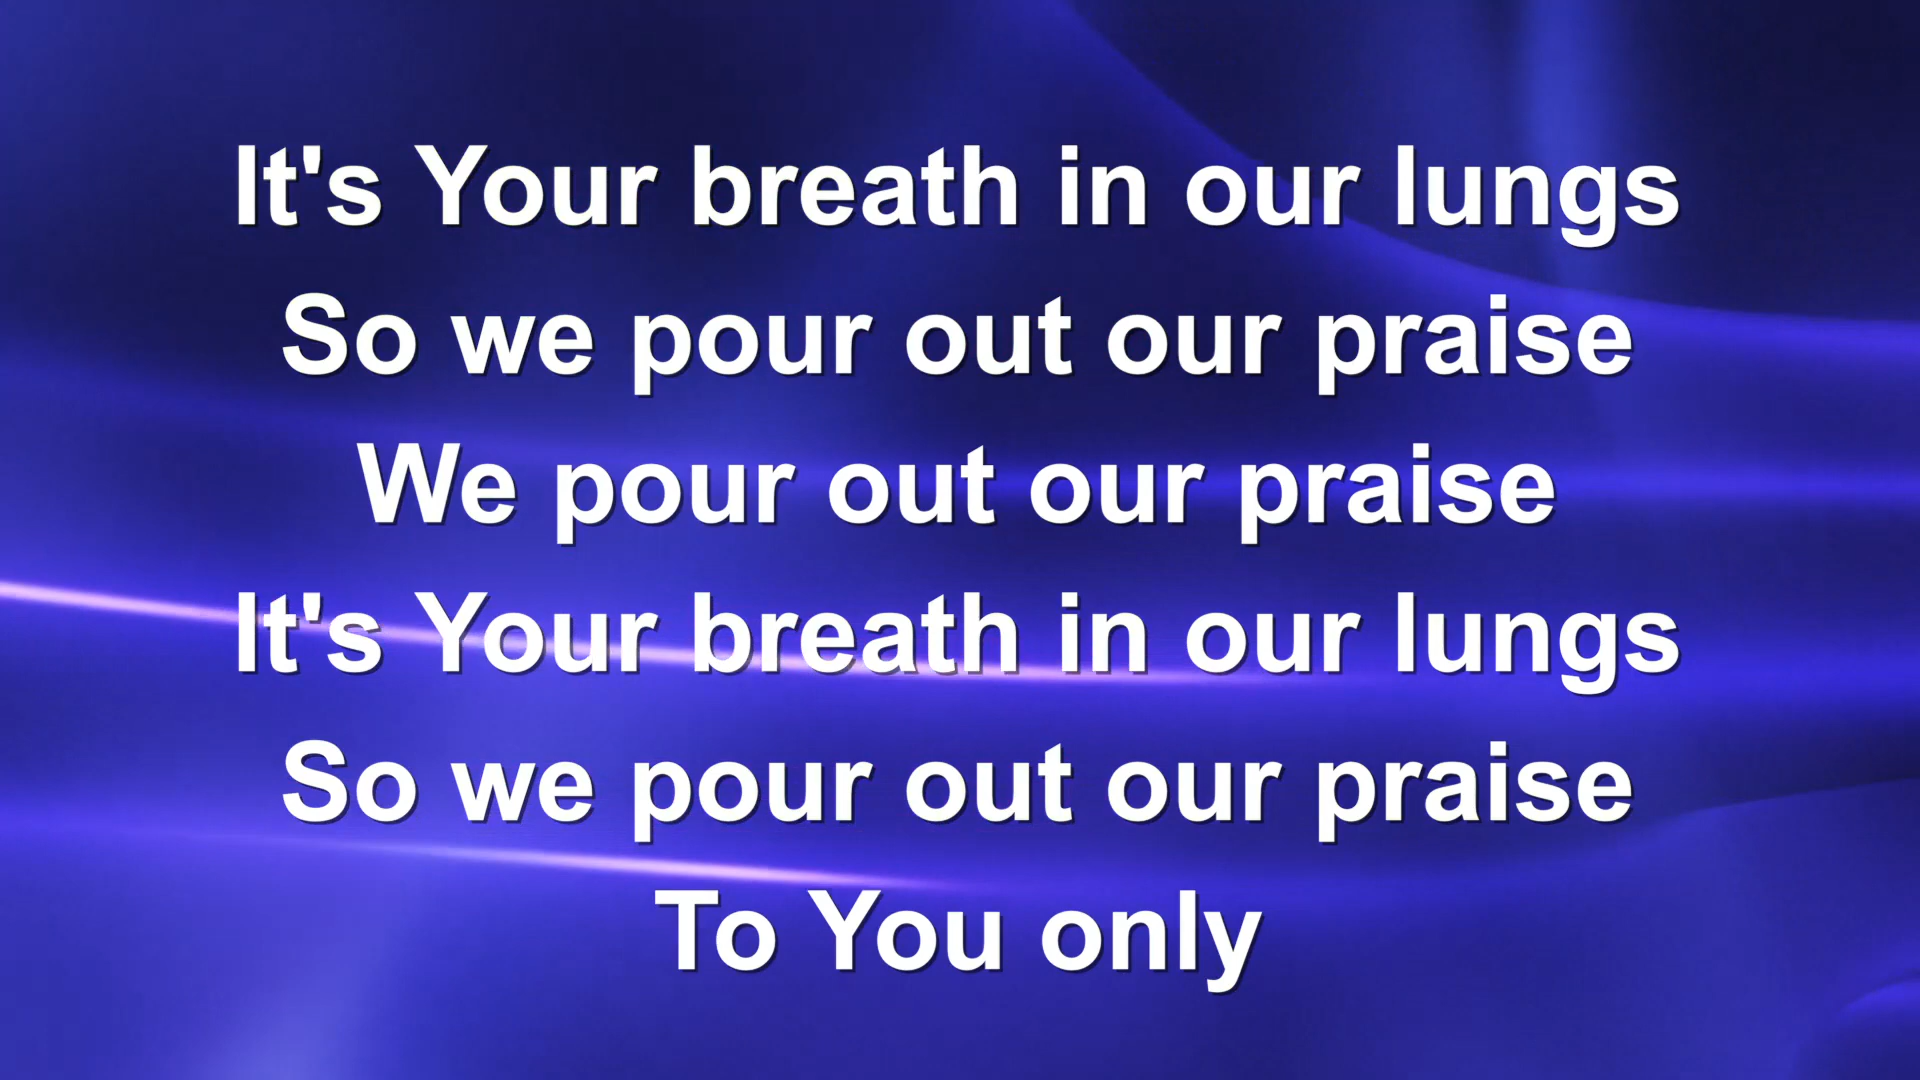 It's Your breath in our lungs
So we pour out our praise
We pour out our praise
It's Your breath in our lungs
So we pour out our praise
To You only